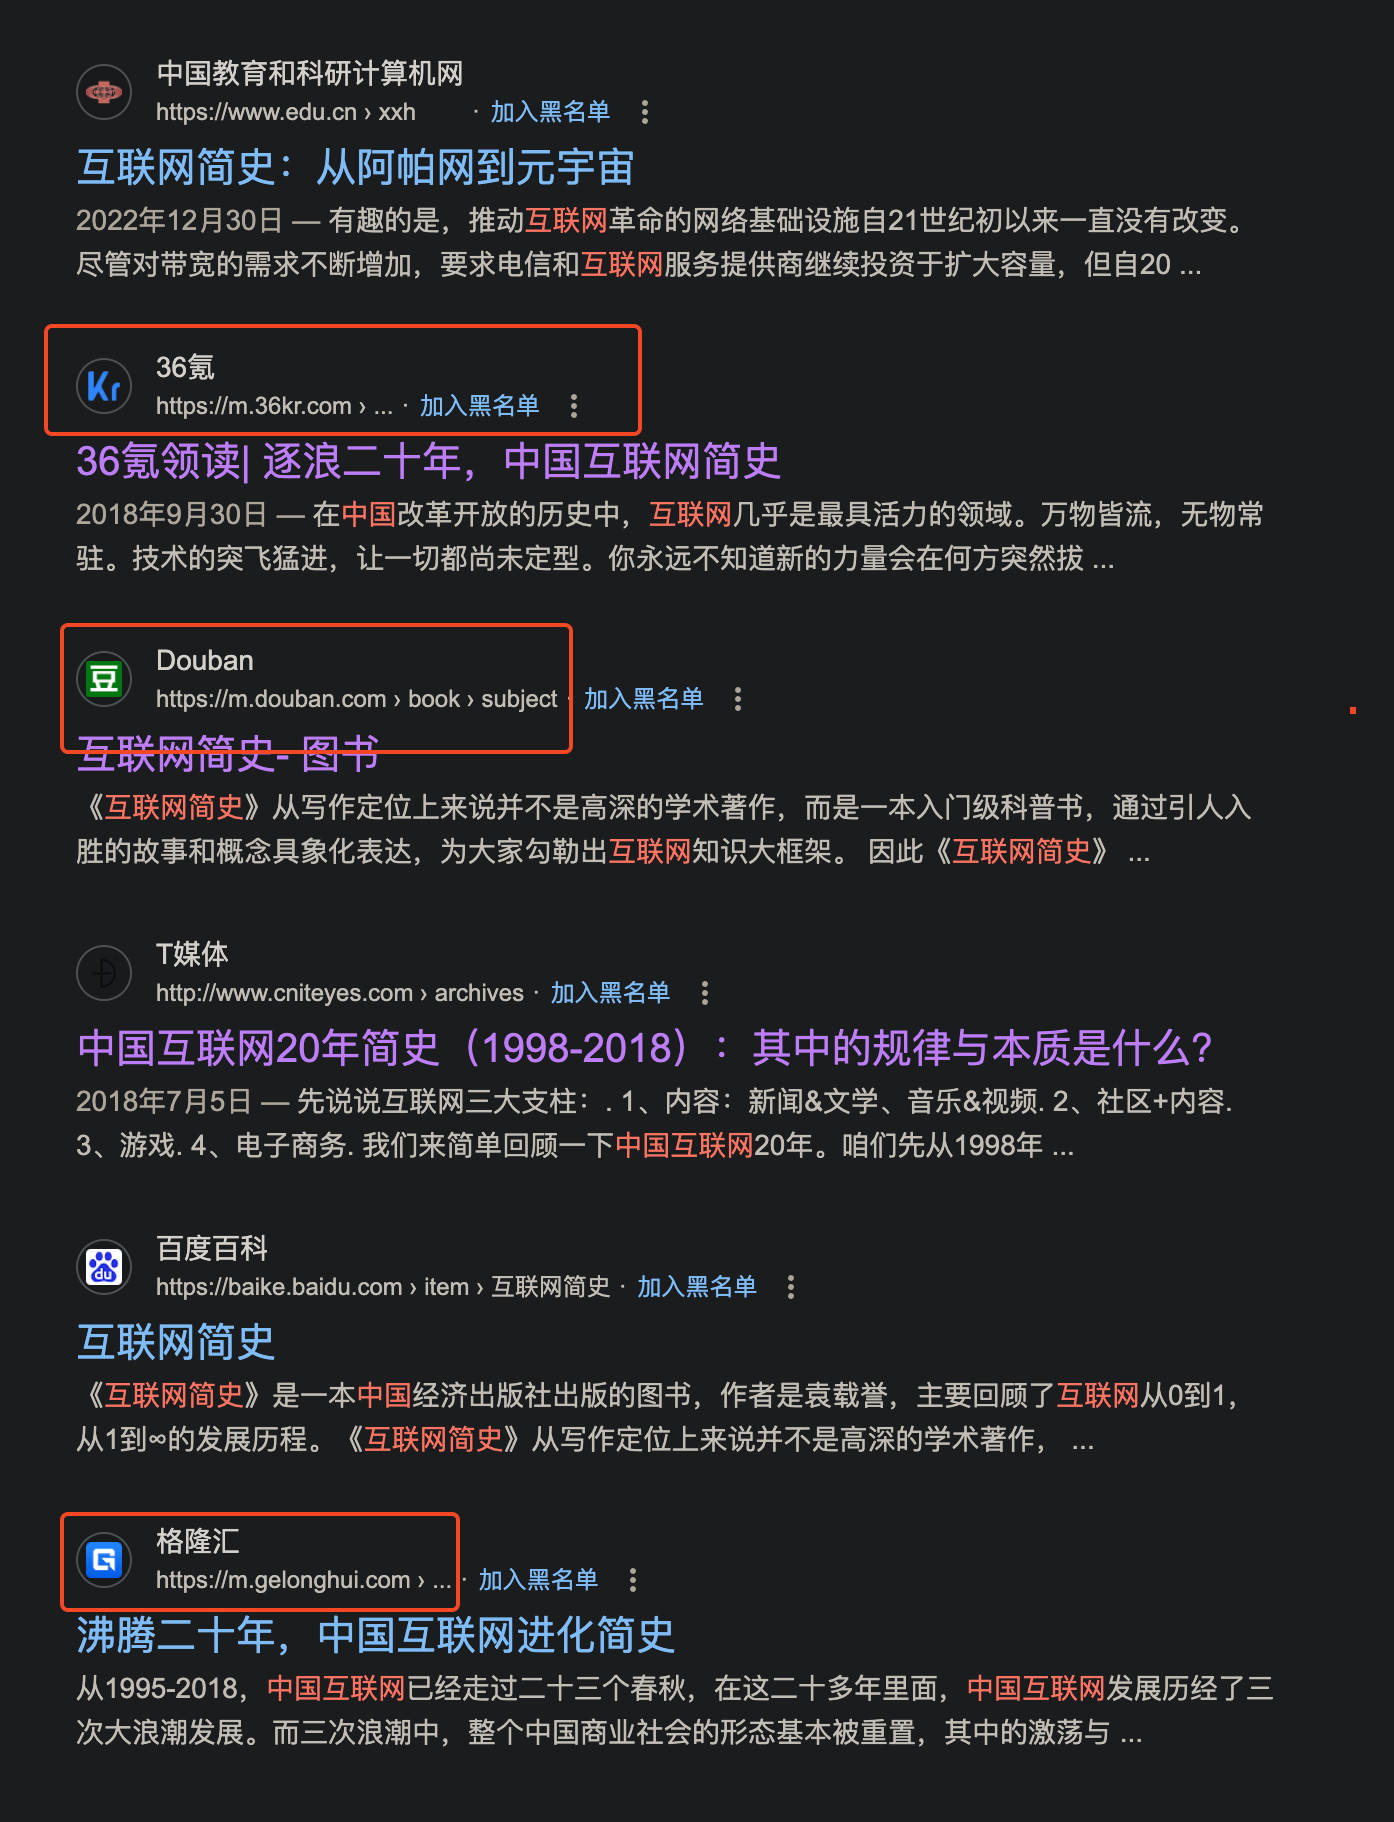 中国教育和科研计算机网
https://www.edu.cn › xxh · 加入黑名单
互联网简史：从阿帕网到元宇宙
2022年12月30日 — 有趣的是，推动互联网革命的网络基础设施自21世纪初以来一直没有改变。
尽管对带宽的需求不断增加，要求电信和互联网服务提供商继续投资于扩大容量，但自20 ...
36氪
Kr
https://m.36kr.com › ... · 加入黑名单
36氪领读| 逐浪二十年，中国互联网简史
2018年9月30日 — 在中国改革开放的历史中，互联网几乎是最具活力的领域。万物皆流，无物常
驻。技术的突飞猛进，让一切都尚未定型。你永远不知道新的力量会在何方突然拔 ...
Douban
豆
https://m.douban.com › book › subject · 加入黑名单
互联网简史- 图书
《互联网简史》从写作定位上来说并不是高深的学术著作，而是一本入门级科普书，通过引人入
胜的故事和概念具象化表达，为大家勾勒出互联网知识大框架。 因此《互联网简史》 ...
T媒体
http://www.cniteyes.com › archives · 加入黑名单
中国互联网20年简史（1998-2018）：其中的规律与本质是什么?
2018年7月5日 — 先说说互联网三大支柱：. 1、内容：新闻&文学、音乐&视频. 2、社区+内容.
3、游戏. 4、电子商务. 我们来简单回顾一下中国互联网20年。咱们先从1998年 ...
百度百科
du
https://baike.baidu.com › item › 互联网简史 · 加入黑名单
互联网简史
《互联网简史》是一本中国经济出版社出版的图书，作者是袁载誉，主要回顾了互联网从0到1，
从1到∞的发展历程。《互联网简史》从写作定位上来说并不是高深的学术著作， ...
格隆汇
G
https://m.gelonghui.com › ... · 加入黑名单
沸腾二十年，中国互联网进化简史
从1995-2018，中国互联网已经走过二十三个春秋，在这二十多年里面，中国互联网发展历经了三
次大浪潮发展。而三次浪潮中，整个中国商业社会的形态基本被重置，其中的激荡与 ...